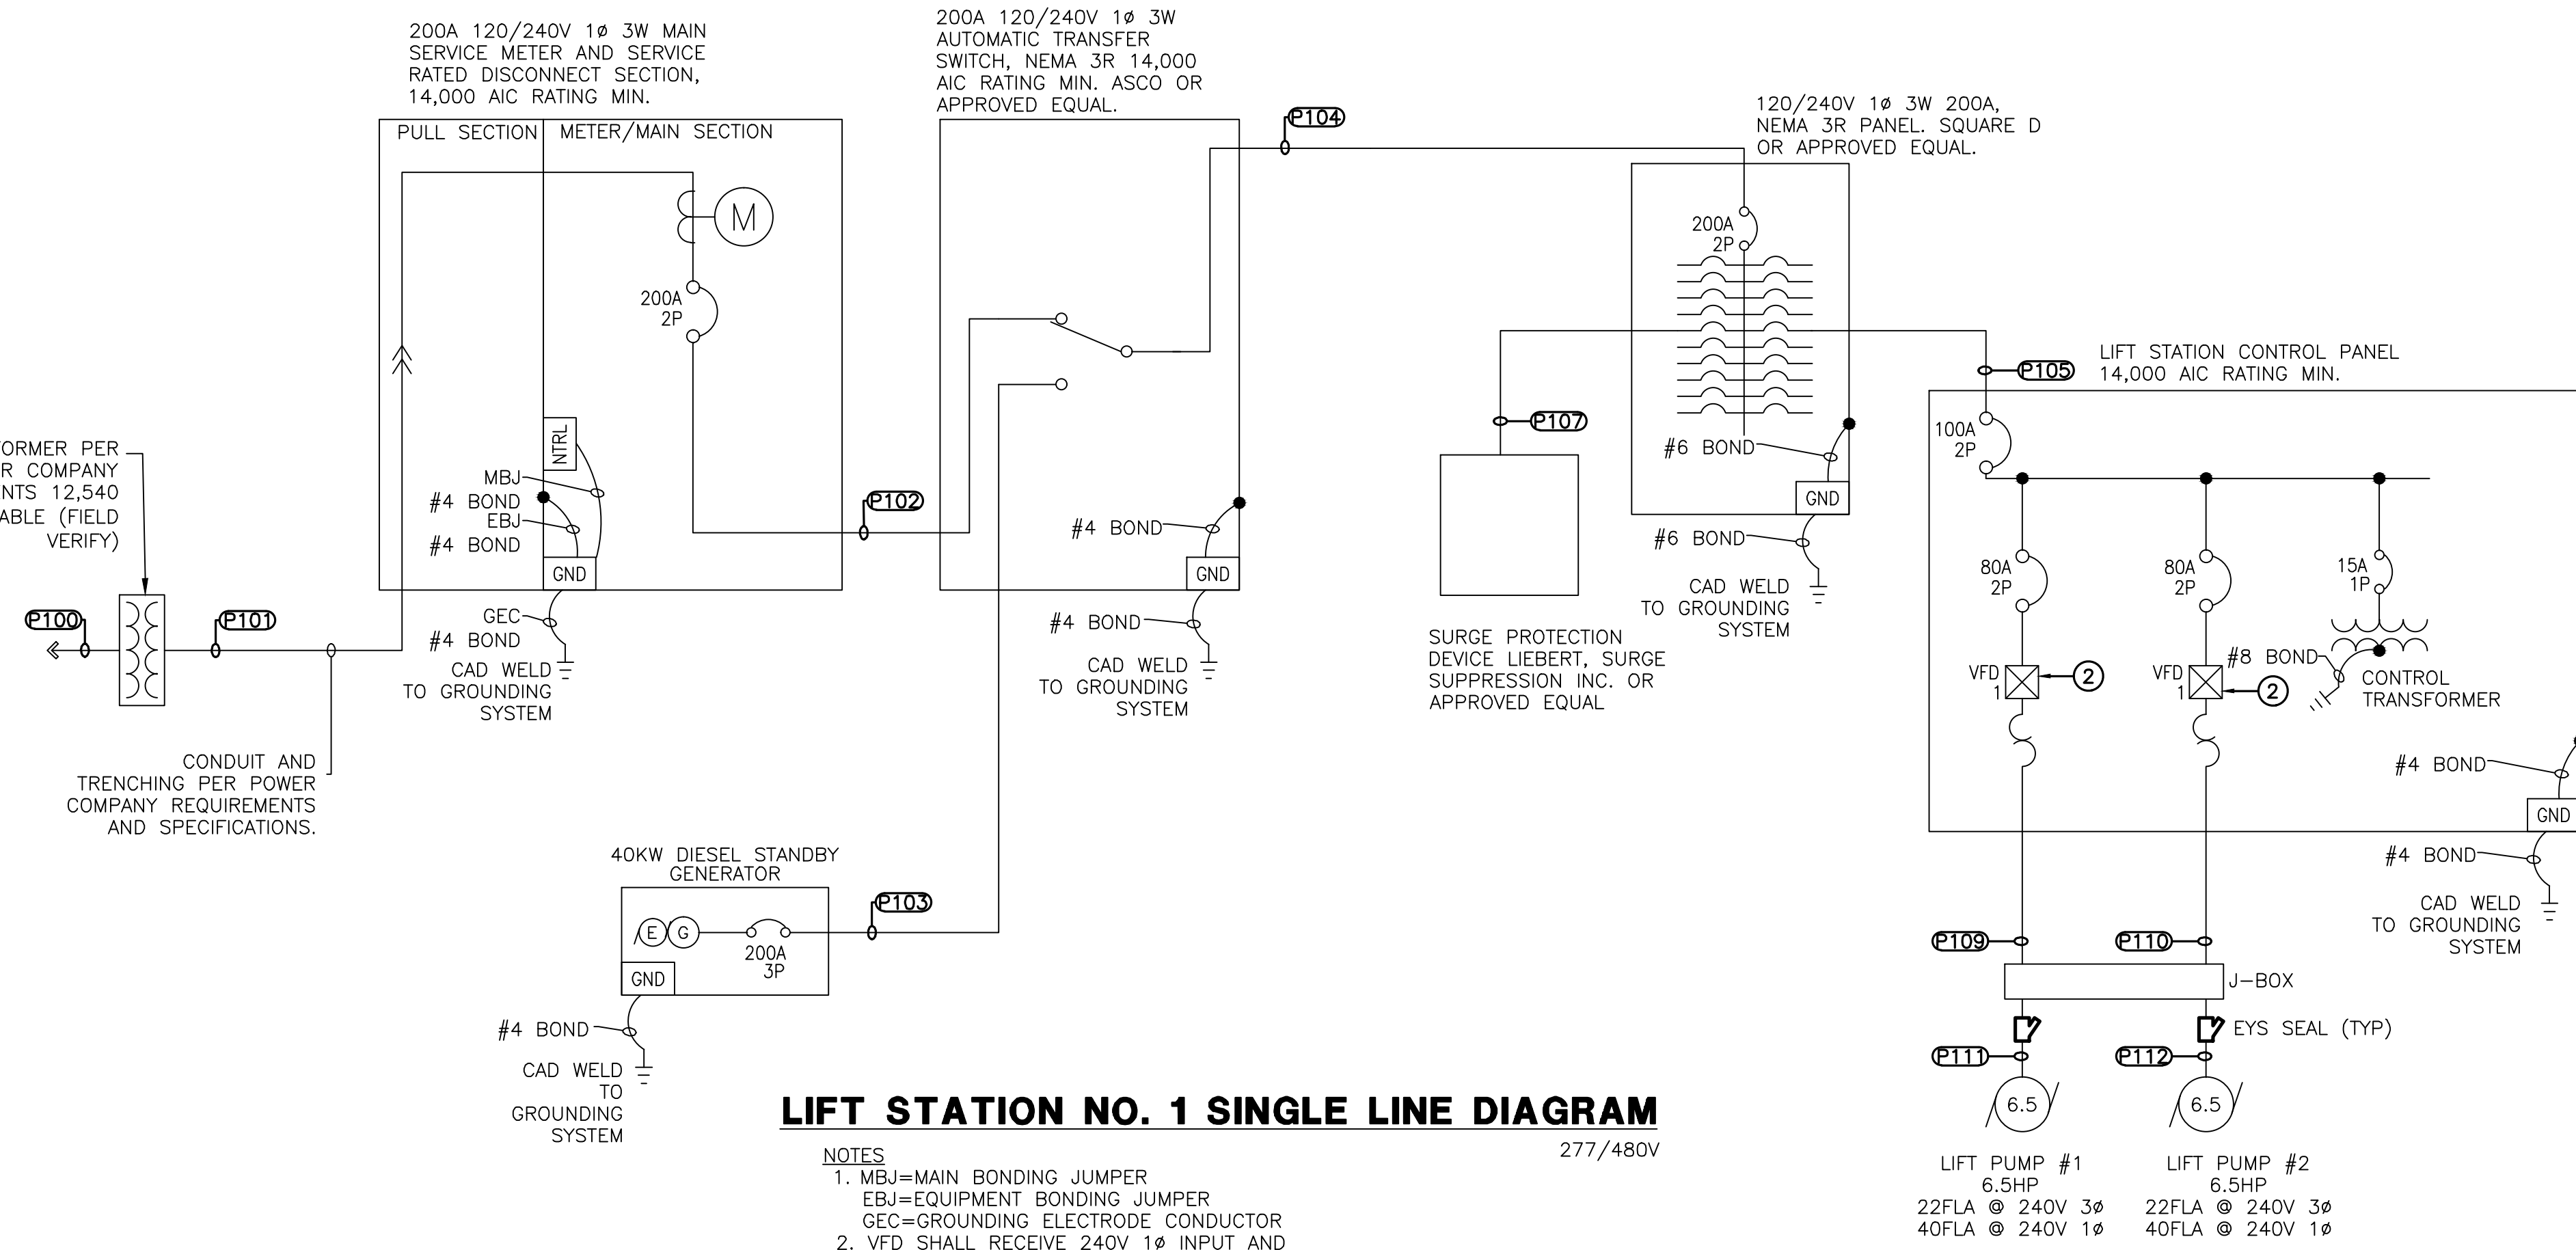 200A 120/240V 1ø 3W MAIN
SERVICE METER AND SERVICE
RATED DISCONNECT SECTION,
14,000 AIC RATING MIN.
PULL SECTION
METER/MAIN SECTION
M
200A
2P
NTRL
MBJ
#4 BOND
EBJ
#4 BOND
GND
GEC
#4 BOND
CAD WELD
TO GROUNDING
SYSTEM
ORMER PER
R COMPANY
NTS 12,540
ABLE (FIELD
VERIFY)
P100
P101
CONDUIT AND
TRENCHING PER POWER
COMPANY REQUIREMENTS
AND SPECIFICATIONS.
P102
200A 120/240V 1ø 3W
AUTOMATIC TRANSFER
SWITCH, NEMA 3R 14,000
AIC RATING MIN. ASCO OR
APPROVED EQUAL.
#4 BOND
GND
#4 BOND
CAD WELD
TO GROUNDING
SYSTEM
40KW DIESEL STANDBY
GENERATOR
E
G
200A
3P
GND
P103
#4 BOND
CAD WELD
TO
GROUNDING
SYSTEM
P104
120/240V 1ø 3W 200A,
NEMA 3R PANEL. SQUARE D
OR APPROVED EQUAL.
200A
2P
#6 BOND
GND
#6 BOND
CAD WELD
TO GROUNDING
SYSTEM
P107
SURGE PROTECTION
DEVICE LIEBERT, SURGE
SUPPRESSION INC. OR
APPROVED EQUAL
P105
LIFT STATION CONTROL PANEL
14,000 AIC RATING MIN.
100A
2P
80A
2P
80A
2P
15A
1P
VFD
1
2
VFD
1
2
#8 BOND
CONTROL
TRANSFORMER
#4 BOND
GND
#4 BOND
CAD WELD
TO GROUNDING
SYSTEM
P109
P110
J-BOX
EYS SEAL (TYP)
P111
P112
6.5
6.5
LIFT PUMP #1
6.5HP
22FLA @ 240V 3ø
40FLA @ 240V 1ø
LIFT PUMP #2
6.5HP
22FLA @ 240V 3ø
40FLA @ 240V 1ø
LIFT STATION NO. 1 SINGLE LINE DIAGRAM
277/480V
NOTES
1. MBJ=MAIN BONDING JUMPER
EBJ=EQUIPMENT BONDING JUMPER
GEC=GROUNDING ELECTRODE CONDUCTOR
2. VFD SHALL RECEIVE 240V 1ø INPUT AND